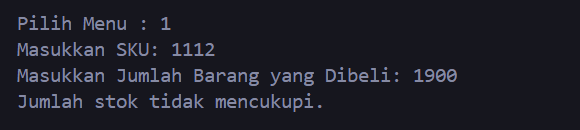 Pilih Menu : 1
Masukkan SKU: 1112
Masukkan Jumlah Barang yang Dibeli: 1900
Jumlah stok tidak mencukupi.